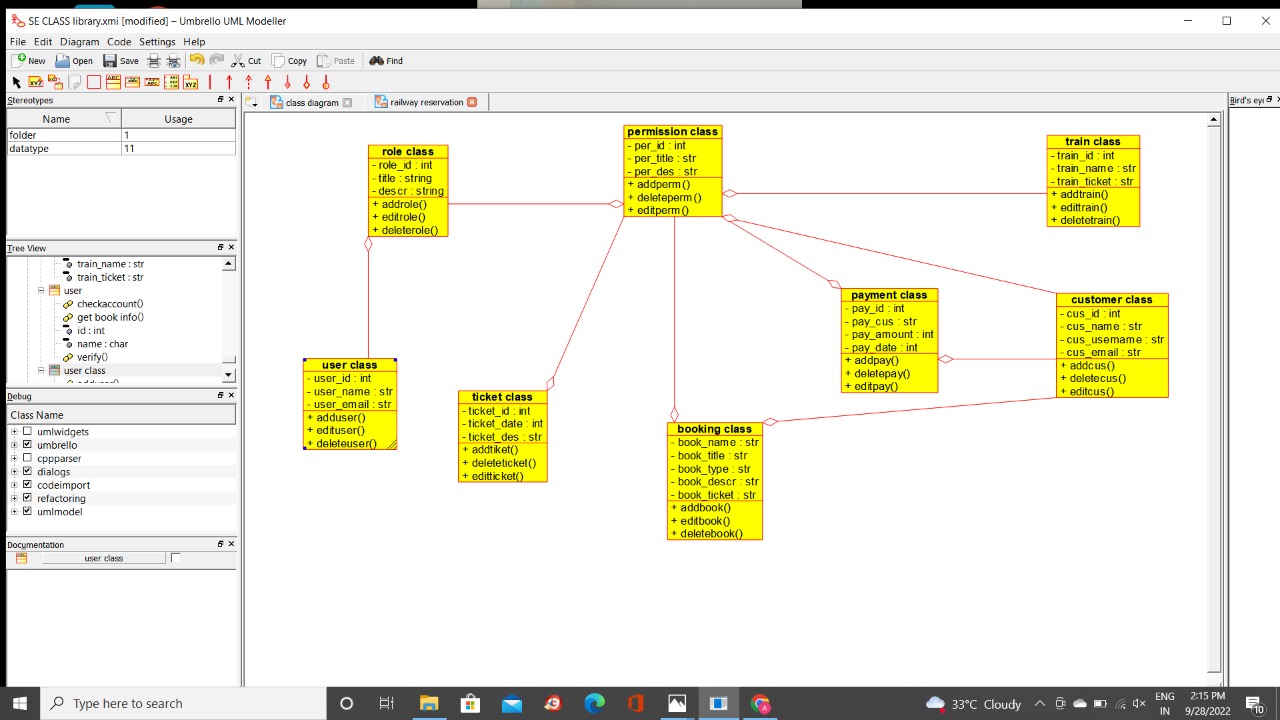 SE CLASS library.xmi [modified] – Umbrello UML Modeller
File Edit Diagram Code Settings Help
New Open Save Cut Copy Paste Find
Stereotypes
Name Usage
folder 1
datatype 11
Tree View
train_name : str
train_ticket : str
user
checkaccount()
get book info()
id : int
name : char
verify()
user class
Debug
Class Name
umlwidgets
umbrello
cppparser
dialogs
codeimport
refactoring
umlmodel
Documentation
user class
class diagram
railway reservation
Bird's eye
role class
- role_id : int
- title : string
- descr : string
+ addrole()
+ editrole()
+ deleterole()
permission class
- per_id : int
- per_title : str
- per_des : str
+ addperm()
+ deleteperm()
+ editperm()
train class
- train_id : int
- train_name : str
- train_ticket : str
+ addtrain()
+ edittrain()
+ deletetrain()
payment class
- pay_id : int
- pay_cus : str
- pay_amount : int
- pay_date : int
+ addpay()
+ deletepay()
+ editpay()
customer class
- cus_id : int
- cus_name : str
- cus_username : str
- cus_email : str
+ addcus()
+ deletecus()
+ editcus()
user class
- user_id : int
- user_name : str
- user_email : str
+ adduser()
+ edituser()
+ deleteuser()
ticket class
- ticket_id : int
- ticket_date : int
- ticket_des : str
+ addtiket()
+ deleteticket()
+ editticket()
booking class
- book_name : str
- book_title : str
- book_type : str
- book_descr : str
- book_ticket : str
+ addbook()
+ editbook()
+ deletebook()
Type here to search
33°C Cloudy
ENG
IN
2:15 PM
9/28/2022
10